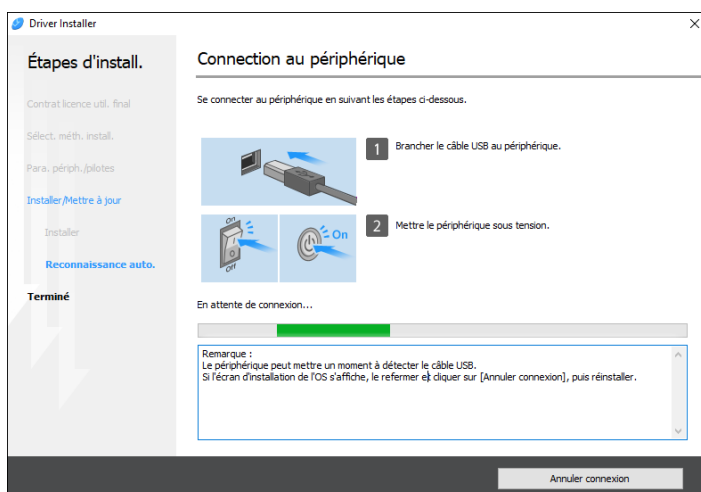 Driver Installer
Étapes d'install.
Contrat licence util. final
Sélect. méth. install.
Para. périph./pilotes
Installer/Mettre à jour
Installer
Reconnaissance auto.
Terminé
Connection au périphérique
Se connecter au périphérique en suivant les étapes ci-dessous.
1 Brancher le câble USB au périphérique.
on
off
On
2 Mettre le périphérique sous tension.
En attente de connexion...
Remarque :
Le périphérique peut mettre un moment à détecter le câble USB.
Si l'écran d'installation de l'OS s'affiche, le refermer et cliquer sur [Annuler connexion], puis réinstaller.
Annuler connexion